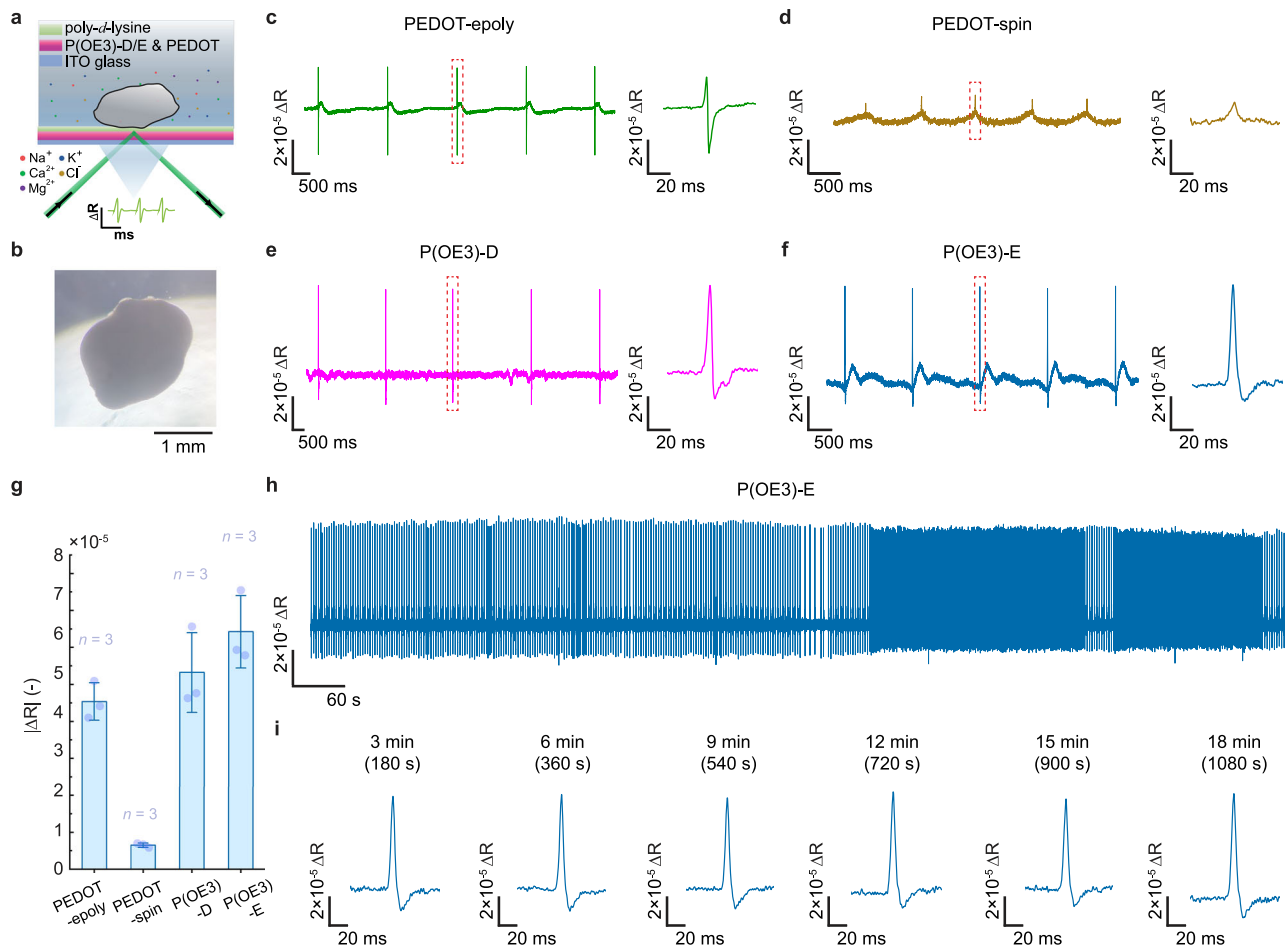 a
poly-d-lysine
P(OE3)-D/E & PEDOT
ITO glass
Na⁺ K⁺
Ca²⁺ Cl⁻
Mg²⁺
ΔR
ms
b
1 mm
c
PEDOT-epoly
2×10⁻⁵ ΔR
500 ms
2×10⁻⁵ ΔR
20 ms
d
PEDOT-spin
2×10⁻⁵ ΔR
500 ms
2×10⁻⁵ ΔR
20 ms
e
P(OE3)-D
2×10⁻⁵ ΔR
500 ms
2×10⁻⁵ ΔR
20 ms
f
P(OE3)-E
2×10⁻⁵ ΔR
500 ms
2×10⁻⁵ ΔR
20 ms
g
×10⁻⁵
8
7
6
5
4
3
2
1
0
|ΔR| (-)
n = 3
n = 3
n = 3
n = 3
PEDOT
-epoly
PEDOT
-spin
P(OE3)
-D
P(OE3)
-E
h
P(OE3)-E
2×10⁻⁵ ΔR
60 s
i
3 min
(180 s)
2×10⁻⁵ ΔR
20 ms
6 min
(360 s)
2×10⁻⁵ ΔR
20 ms
9 min
(540 s)
2×10⁻⁵ ΔR
20 ms
12 min
(720 s)
2×10⁻⁵ ΔR
20 ms
15 min
(900 s)
2×10⁻⁵ ΔR
20 ms
18 min
(1080 s)
2×10⁻⁵ ΔR
20 ms